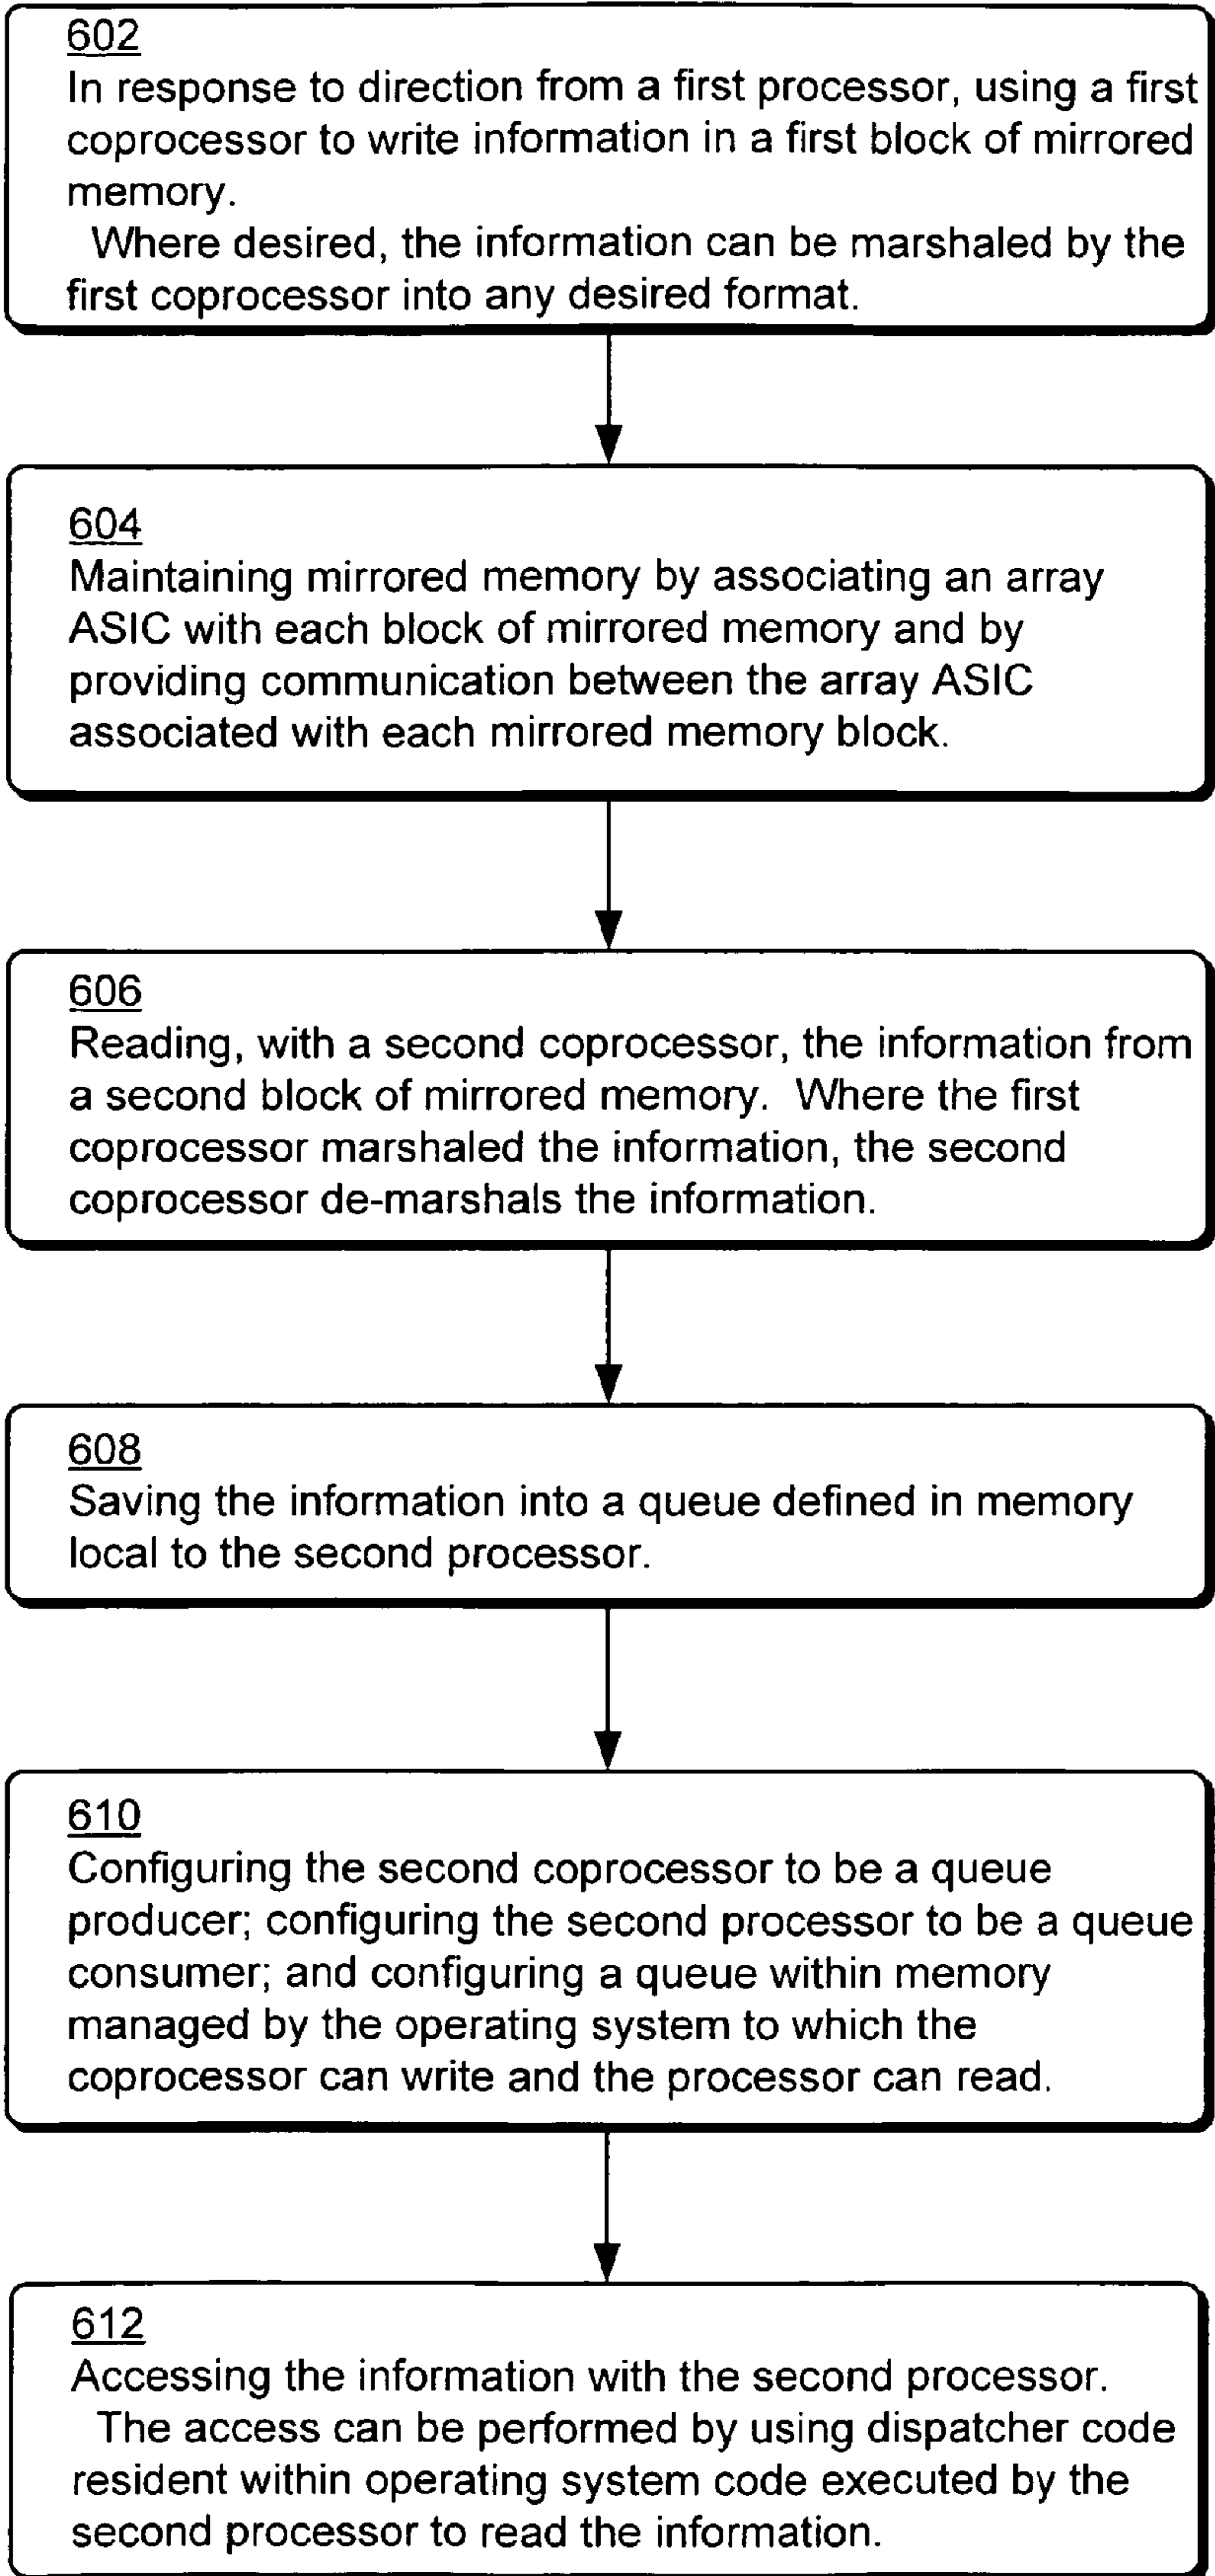 602
In response to direction from a first processor, using a first
coprocessor to write information in a first block of mirrored
memory.
Where desired, the information can be marshaled by the
first coprocessor into any desired format.
604
Maintaining mirrored memory by associating an array
ASIC with each block of mirrored memory and by
providing communication between the array ASIC
associated with each mirrored memory block.
606
Reading, with a second coprocessor, the information from
a second block of mirrored memory.  Where the first
coprocessor marshaled the information, the second
coprocessor de-marshals the information.
608
Saving the information into a queue defined in memory
local to the second processor.
610
Configuring the second coprocessor to be a queue
producer; configuring the second processor to be a queue
consumer; and configuring a queue within memory
managed by the operating system to which the
coprocessor can write and the processor can read.
612
Accessing the information with the second processor.
The access can be performed by using dispatcher code
resident within operating system code executed by the
second processor to read the information.